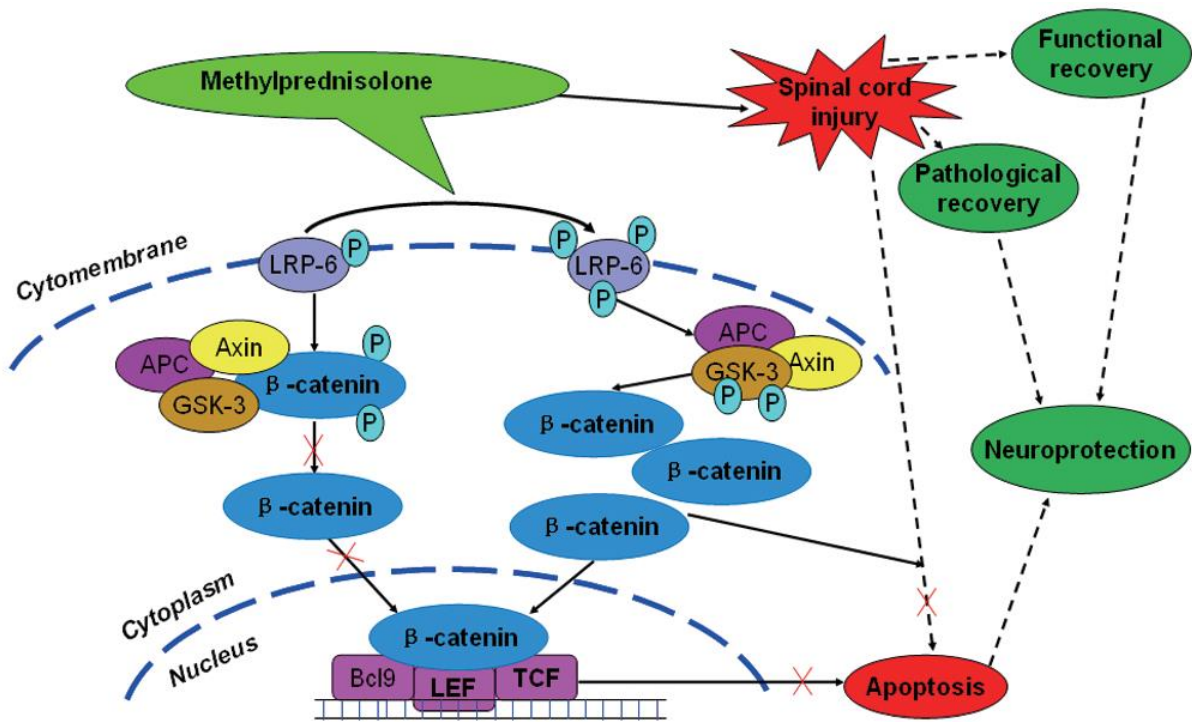 Methylprednisolone
Spinal cord
injury
Functional
recovery
Pathological
recovery
Cytomembrane
LRP-6
P
P
LRP-6
P
P
APC
Axin
GSK-3
β-catenin
P
P
APC
GSK-3
Axin
P
P
β-catenin
β-catenin
β-catenin
β-catenin
Neuroprotection
Cytoplasm
Nucleus
β-catenin
Bcl9
LEF
TCF
Apoptosis